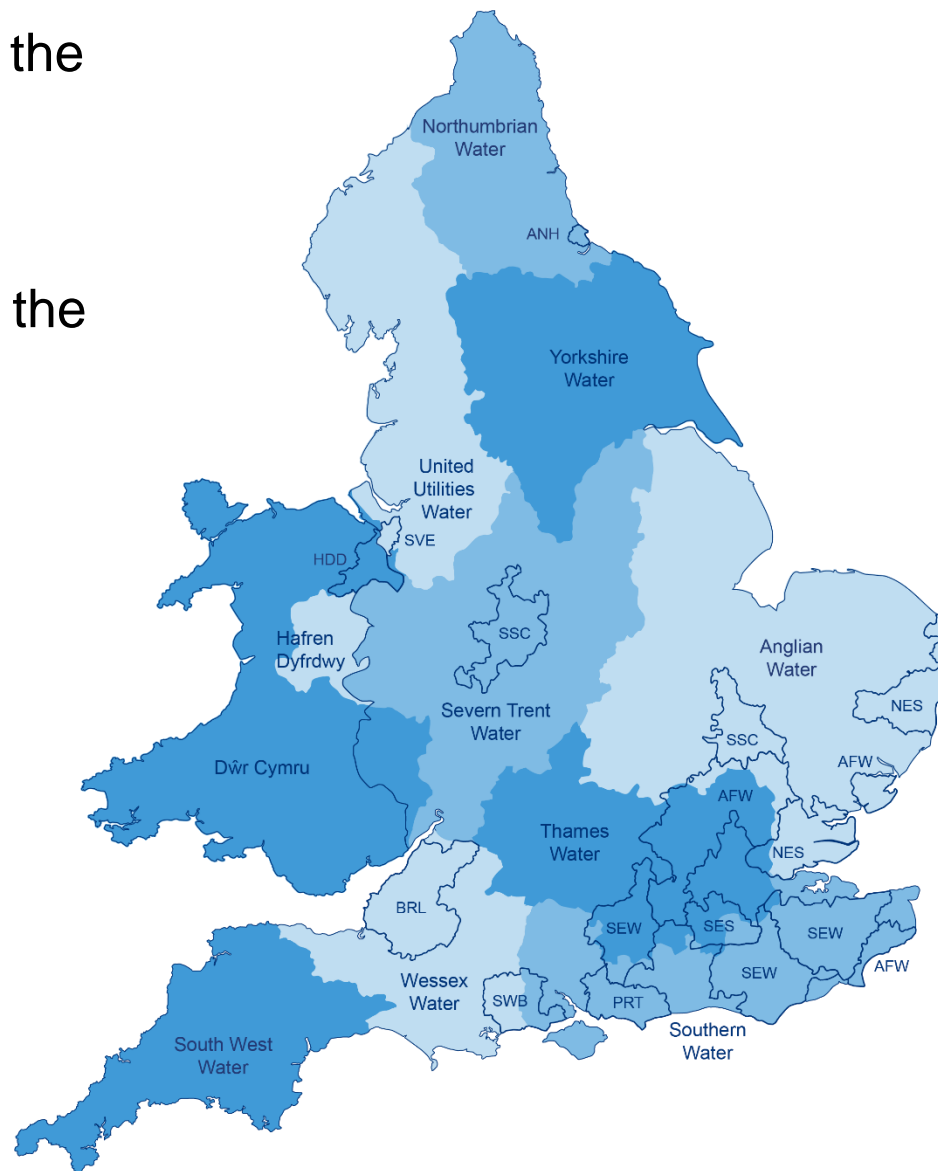 the
Northumbrian
Water
ANH
the
Yorkshire
Water
United
Utilities
Water
SVE
HDD
SSC
Hafren
Dyfrdwy
Anglian
Water
NES
Severn Trent
Water
SSC
AFW
Dŵr Cymru
AFW
Thames
Water
NES
BRL
SEW
SES
SEW
AFW
SEW
Wessex
Water
SWB
PRT
Southern
Water
South West
Water